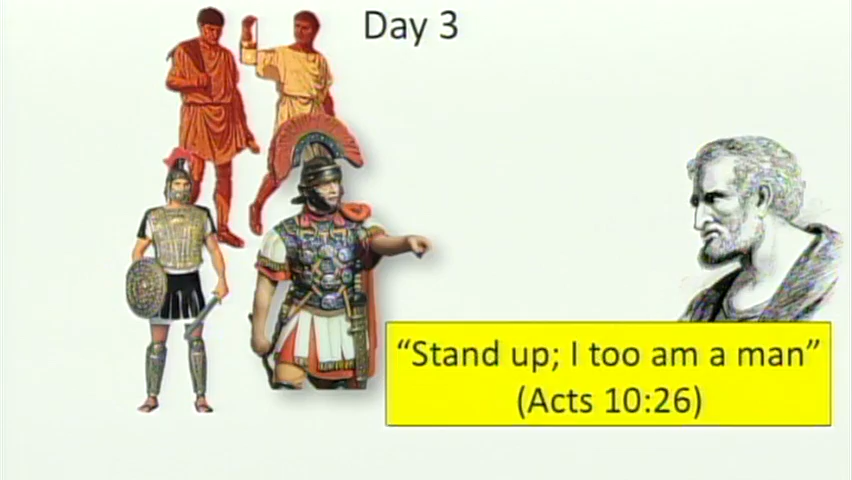 Day 3
“Stand up; I too am a man”
(Acts 10:26)